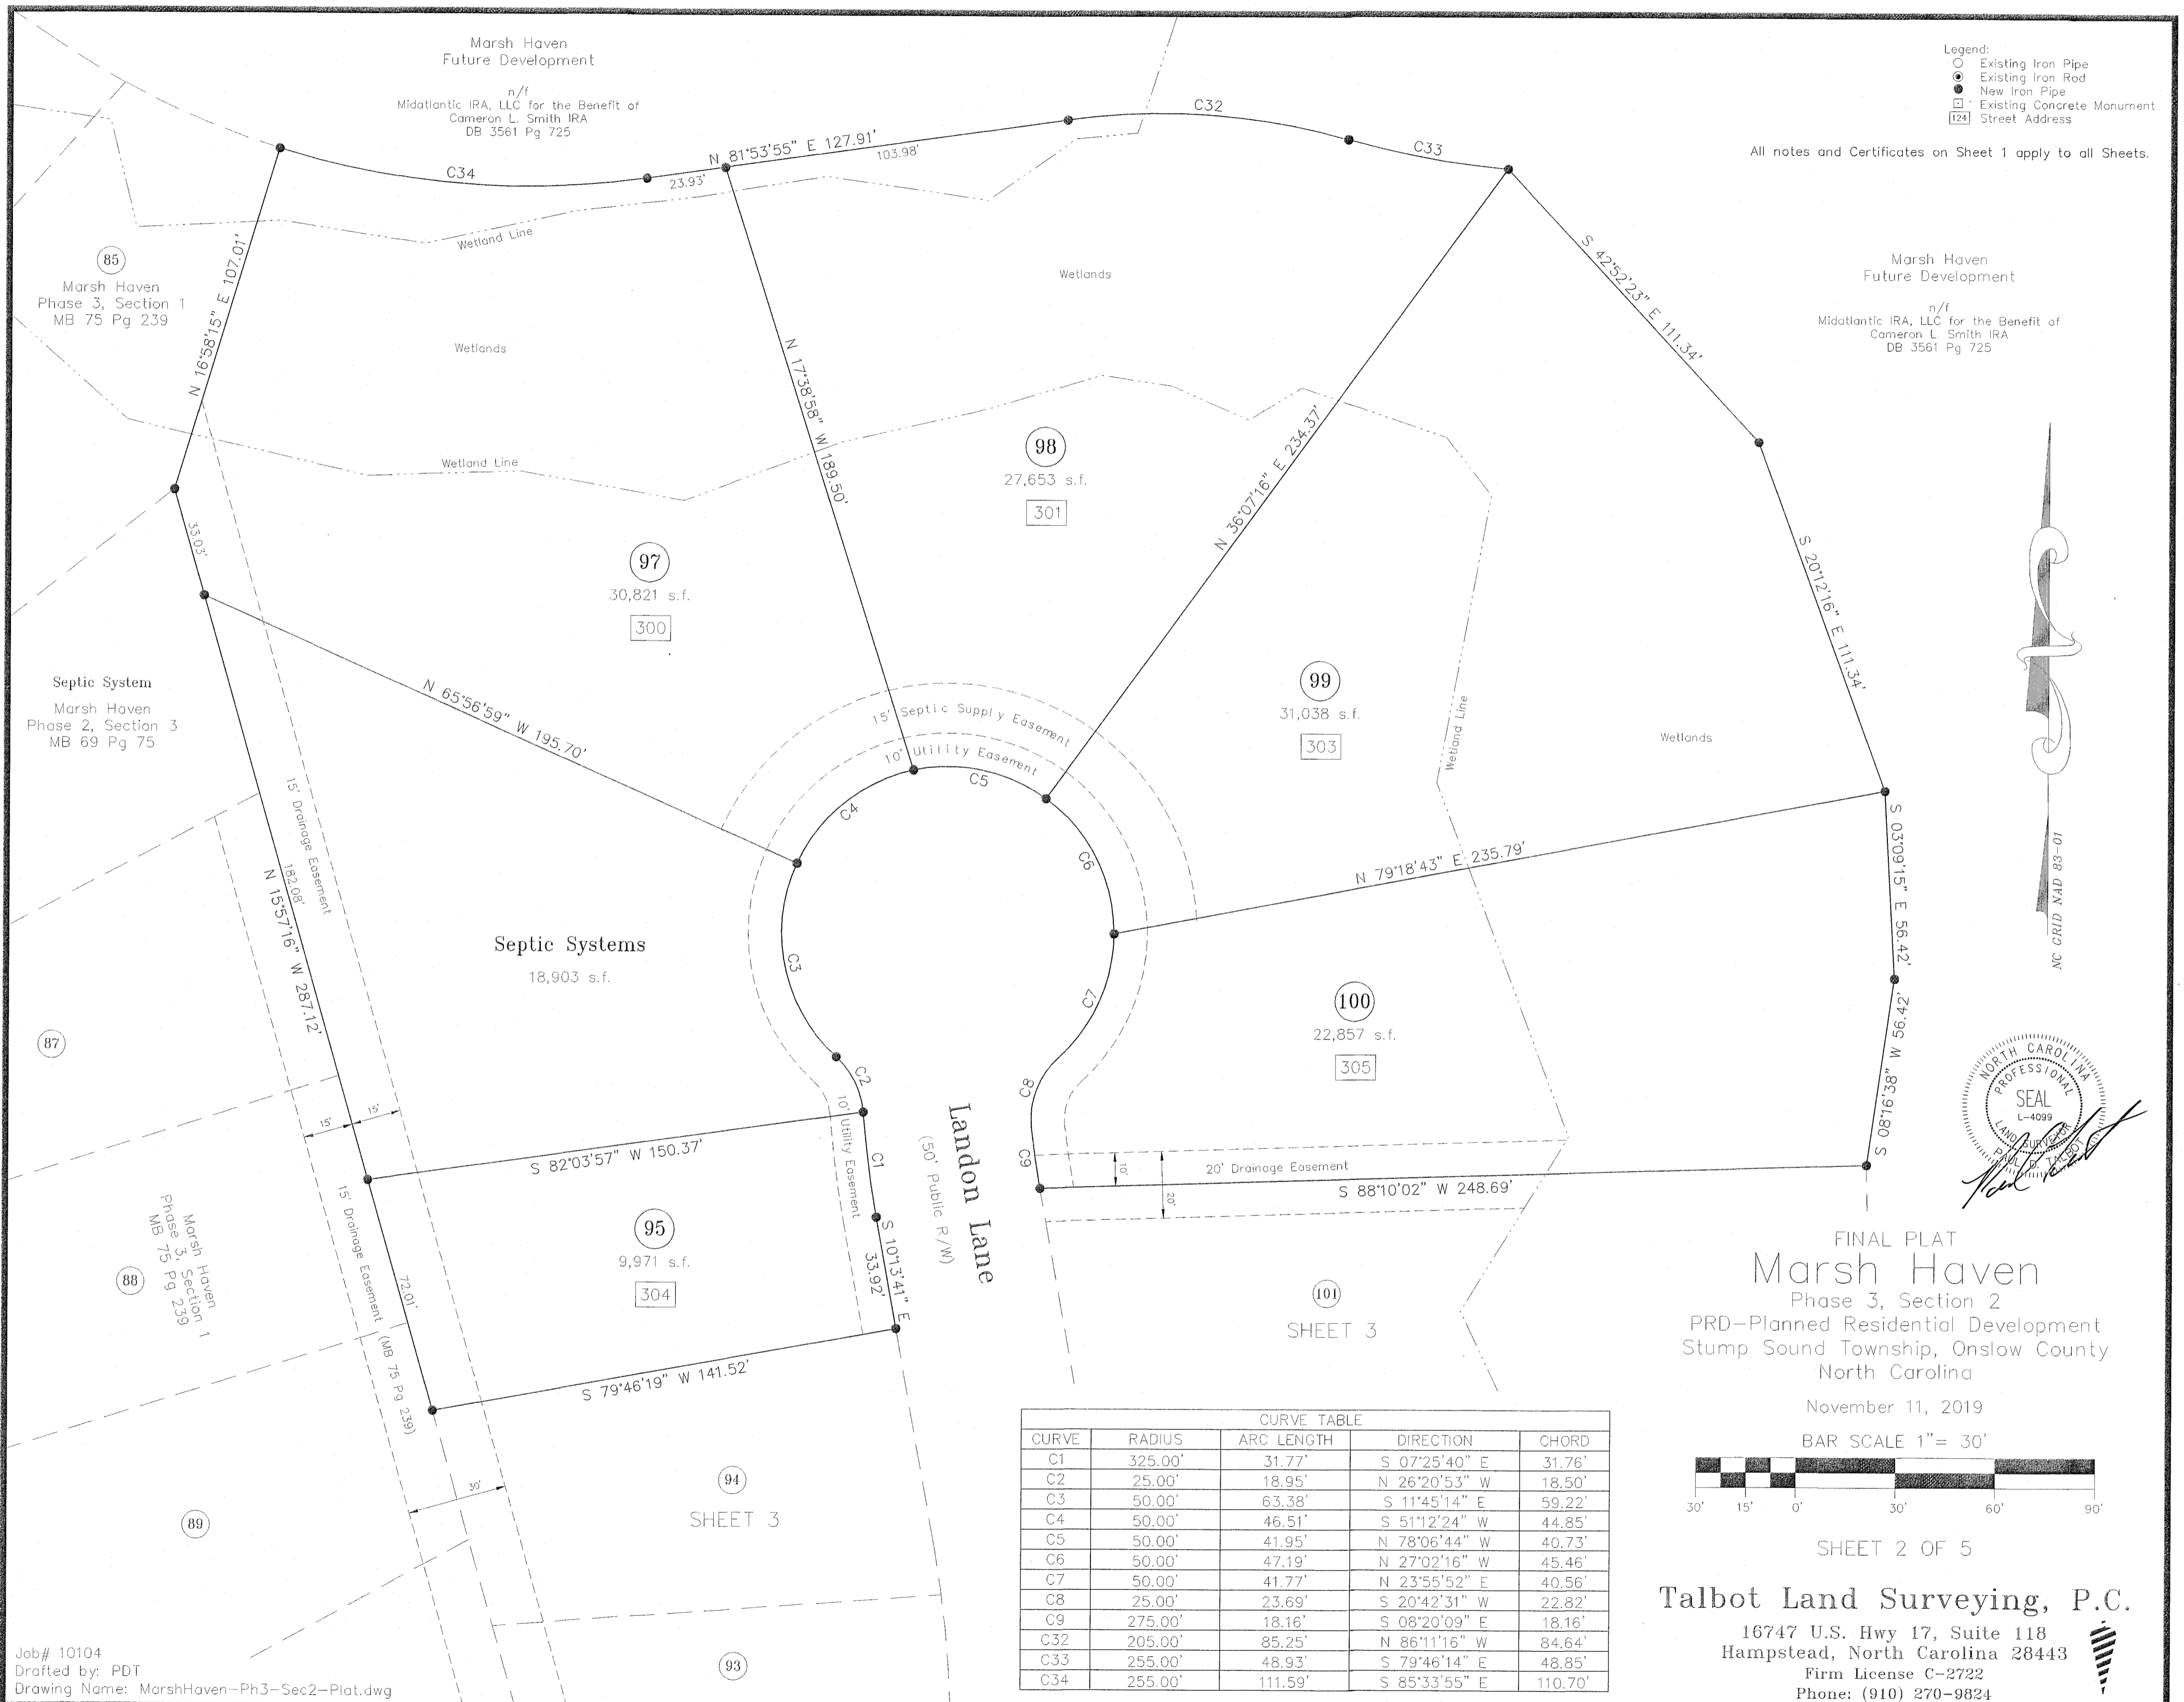 Marsh Haven
Future Development
n/f
Midatlantic IRA, LLC for the Benefit of
Cameron L. Smith IRA
DB 3561 Pg 725
Legend:
Existing Iron Pipe
Existing Iron Rod
New Iron Pipe
Existing Concrete Monument
124 Street Address
All notes and Certificates on Sheet 1 apply to all Sheets.
C34
N 81°53'55" E 127.91'
23.93'
103.98'
C32
C33
Wetland Line
85
Marsh Haven
Phase 3, Section 1
MB 75 Pg 239
N 16°58'15" E 107.01'
Wetlands
Wetlands
S 42°52'23" E 111.34'
Marsh Haven
Future Development
n/f
Midatlantic IRA, LLC for the Benefit of
Cameron L. Smith IRA
DB 3561 Pg 725
N 17°38'58" W 189.50'
Wetland Line
98
27,653 s.f.
301
N 36°07'16" E 234.37'
33.03'
97
30,821 s.f.
300
S 20°12'16" E 111.34'
Septic System
Marsh Haven
Phase 2, Section 3
MB 69 Pg 75
N 65°56'59" W 195.70'
15' Septic Supply Easement
10' Utility Easement
99
31,038 s.f.
303
Wetland Line
Wetlands
C4
C5
C6
C3
C7
C2
C8
C1
C9
15' Drainage Easement
182.08'
N 15°57'16" W 287.12'
Septic Systems
18,903 s.f.
N 79°18'43" E 235.79'
S 03°09'15" E 56.42'
NC GRID NAD 83-01
87
100
22,857 s.f.
305
S 08°16'38" W 56.42'
NORTH CAROLINA
PROFESSIONAL
SEAL
L-4099
LAND SURVEYOR
PAUL D. TALBOT
15'
15'
S 82°03'57" W 150.37'
10' Utility Easement
Landon Lane
(50' Public R/W)
20' Drainage Easement
10'
20'
S 88°10'02" W 248.69'
Marsh Haven
Phase 3, Section 1
MB 75 Pg 239
88
15' Drainage Easement (MB 75 Pg 239)
72.01'
95
9,971 s.f.
304
S 10°13'41" E
33.92'
S 79°46'19" W 141.52'
101
SHEET 3
FINAL PLAT
Marsh Haven
Phase 3, Section 2
PRD-Planned Residential Development
Stump Sound Township, Onslow County
North Carolina
November 11, 2019
BAR SCALE 1"= 30'
30' 15' 0' 30' 60' 90'
SHEET 2 OF 5
89
30'
94
SHEET 3
93
CURVE TABLE
CURVE RADIUS ARC LENGTH DIRECTION CHORD
C1 325.00' 31.77' S 07°25'40" E 31.76'
C2 25.00' 18.95' N 26°20'53" W 18.50'
C3 50.00' 63.38' S 11°45'14" E 59.22'
C4 50.00' 46.51' S 51°12'24" W 44.85'
C5 50.00' 41.95' N 78°06'44" W 40.73'
C6 50.00' 47.19' N 27°02'16" W 45.46'
C7 50.00' 41.77' N 23°55'52" E 40.56'
C8 25.00' 23.69' S 20°42'31" W 22.82'
C9 275.00' 18.16' S 08°20'09" E 18.16'
C32 205.00' 85.25' N 86°11'16" W 84.64'
C33 255.00' 48.93' S 79°46'14" E 48.85'
C34 255.00' 111.59' S 85°33'55" E 110.70'
Talbot Land Surveying, P.C.
16747 U.S. Hwy 17, Suite 118
Hampstead, North Carolina 28443
Firm License C-2722
Phone: (910) 270-9824
Job# 10104
Drafted by: PDT
Drawing Name: MarshHaven-Ph3-Sec2-Plat.dwg